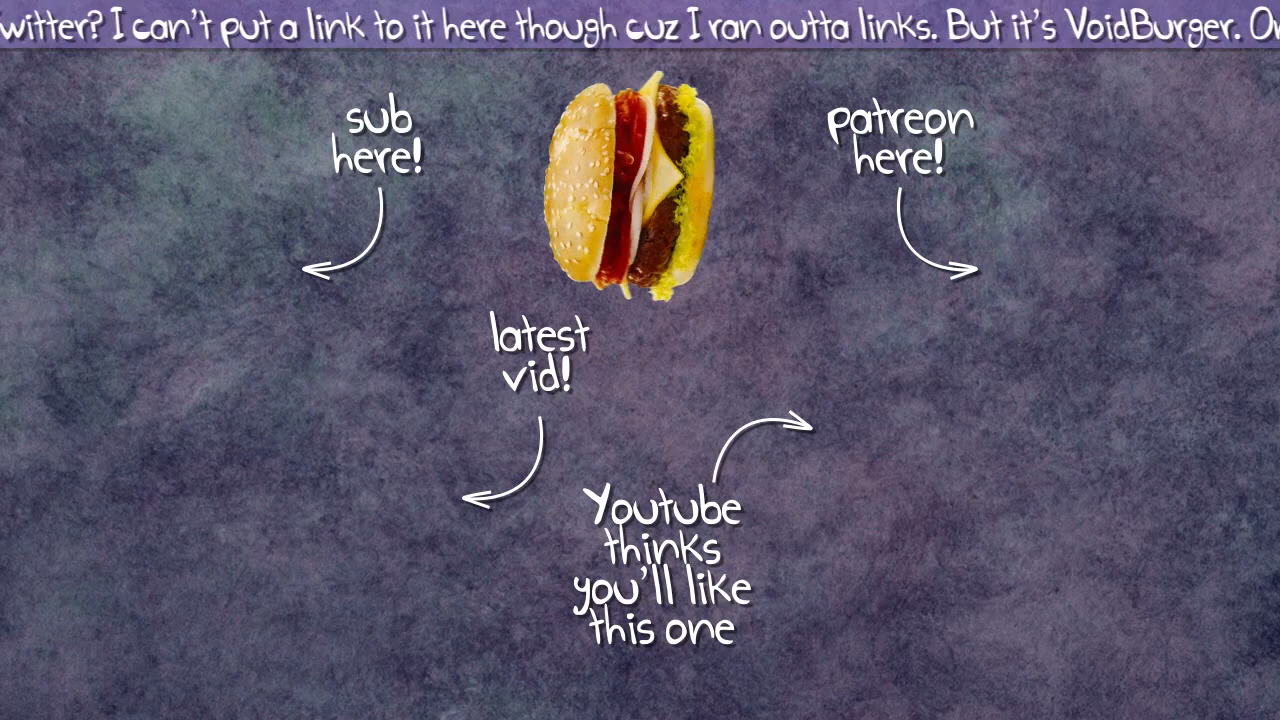 witter? I can't put a link to it here though cuz I ran outta links. But it's VoidBurger. Or
sub
here!
patreon
here!
latest
vid!
Youtube
thinks
you'll like
this one